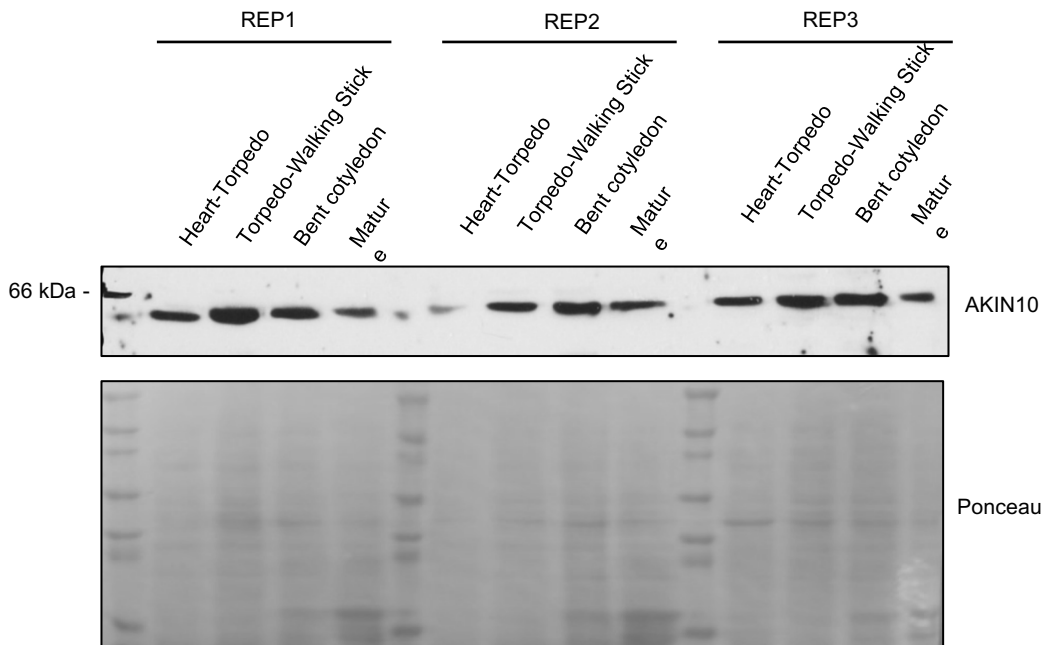 REP1
REP2
REP3
Heart-Torpedo
Torpedo-Walking Stick
Bent cotyledon
Matur
e
Heart-Torpedo
Torpedo-Walking Stick
Bent cotyledon
Matur
e
Heart-Torpedo
Torpedo-Walking Stick
Bent cotyledon
Matur
e
66 kDa -
AKIN10
Ponceau